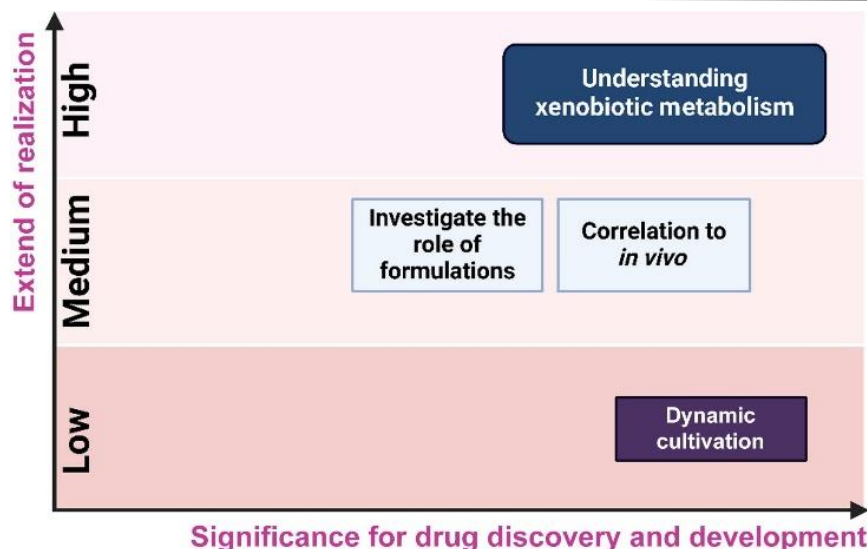 Extend of realization
High
Medium
Low
Understanding
xenobiotic metabolism
Investigate the
role of
formulations
Correlation to
in vivo
Dynamic
cultivation
Significance for drug discovery and development